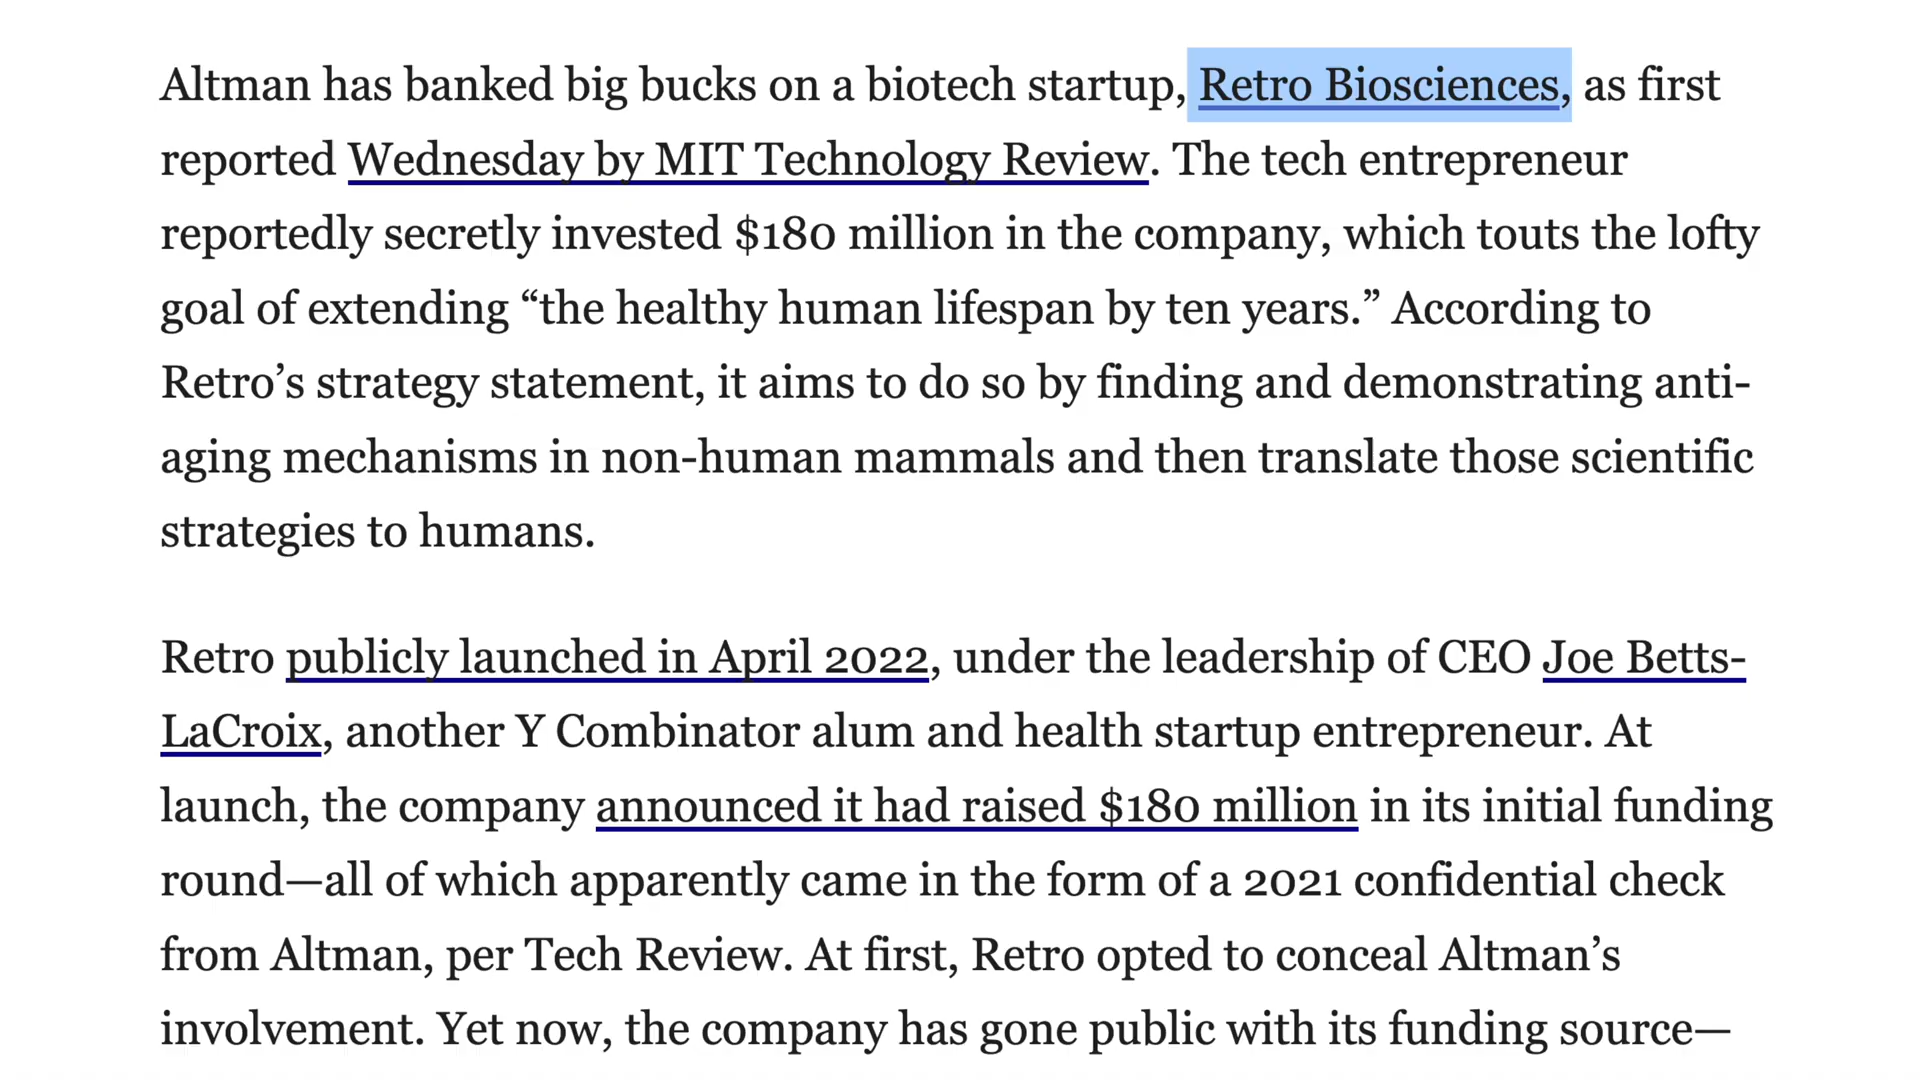 Altman has banked big bucks on a biotech startup, Retro Biosciences, as first
reported Wednesday by MIT Technology Review. The tech entrepreneur
reportedly secretly invested $180 million in the company, which touts the lofty
goal of extending “the healthy human lifespan by ten years.” According to
Retro’s strategy statement, it aims to do so by finding and demonstrating anti-
aging mechanisms in non-human mammals and then translate those scientific
strategies to humans.
Retro publicly launched in April 2022, under the leadership of CEO Joe Betts-
LaCroix, another Y Combinator alum and health startup entrepreneur. At
launch, the company announced it had raised $180 million in its initial funding
round—all of which apparently came in the form of a 2021 confidential check
from Altman, per Tech Review. At first, Retro opted to conceal Altman’s
involvement. Yet now, the company has gone public with its funding source—